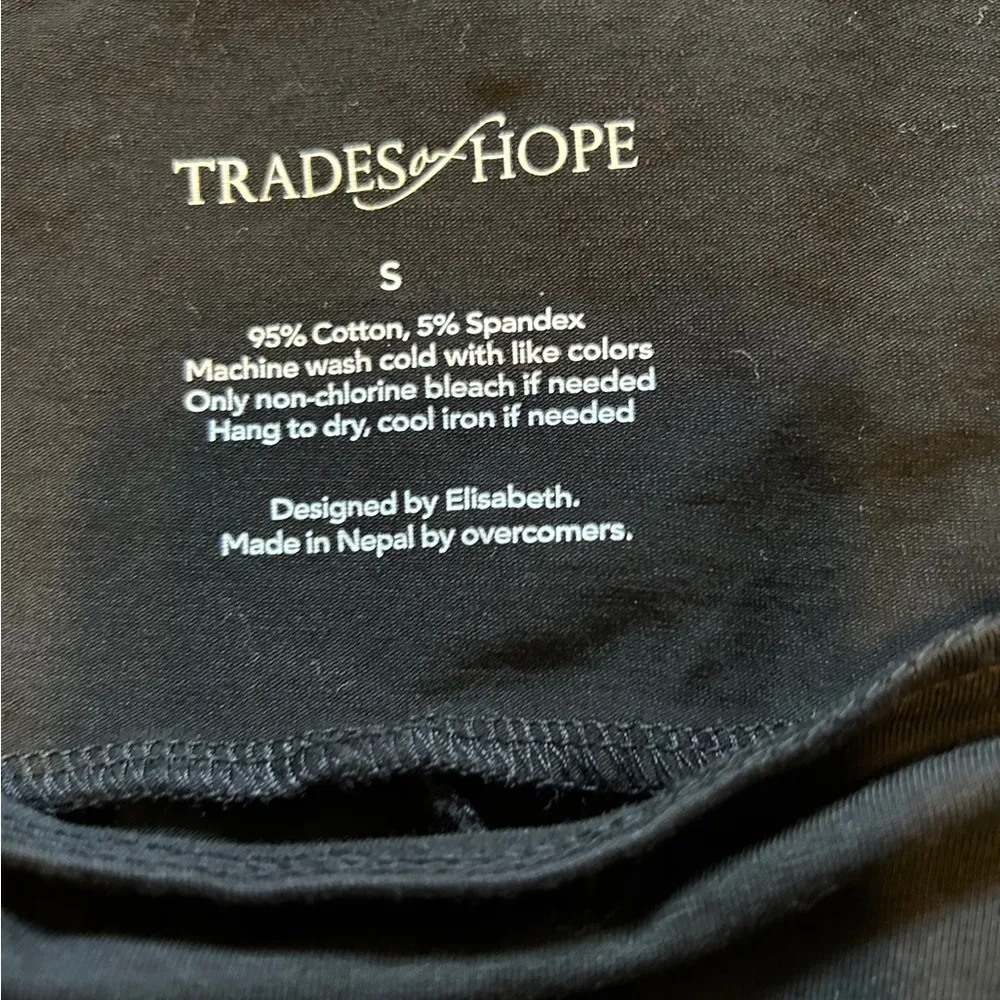 TRADES of HOPE
S
95% Cotton, 5% Spandex
Machine wash cold with like colors
Only non-chlorine bleach if needed
Hang to dry, cool iron if needed
Designed by Elisabeth.
Made in Nepal by overcomers.